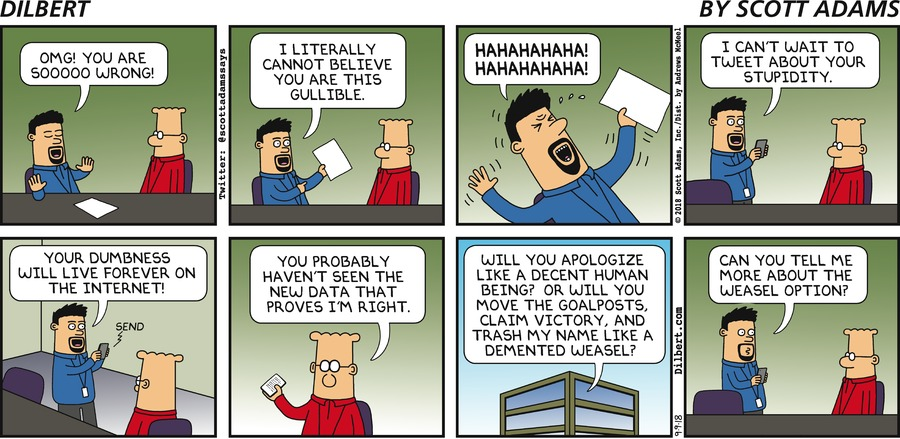 DILBERT
BY SCOTT ADAMS
OMG! YOU ARE
SOOOOO WRONG!
Twitter: @scottadamssays
I LITERALLY
CANNOT BELIEVE
YOU ARE THIS
GULLIBLE.
HAHAHAHAHA!
HAHAHAHAHA!
© 2018 Scott Adams, Inc./Dist. by Andrews McMeel
I CAN'T WAIT TO
TWEET ABOUT YOUR
STUPIDITY.
YOUR DUMBNESS
WILL LIVE FOREVER ON
THE INTERNET!
SEND
YOU PROBABLY
HAVEN'T SEEN THE
NEW DATA THAT
PROVES I'M RIGHT.
WILL YOU APOLOGIZE
LIKE A DECENT HUMAN
BEING? OR WILL YOU
MOVE THE GOALPOSTS,
CLAIM VICTORY, AND
TRASH MY NAME LIKE A
DEMENTED WEASEL?
9-9-18
Dilbert.com
CAN YOU TELL ME
MORE ABOUT THE
WEASEL OPTION?